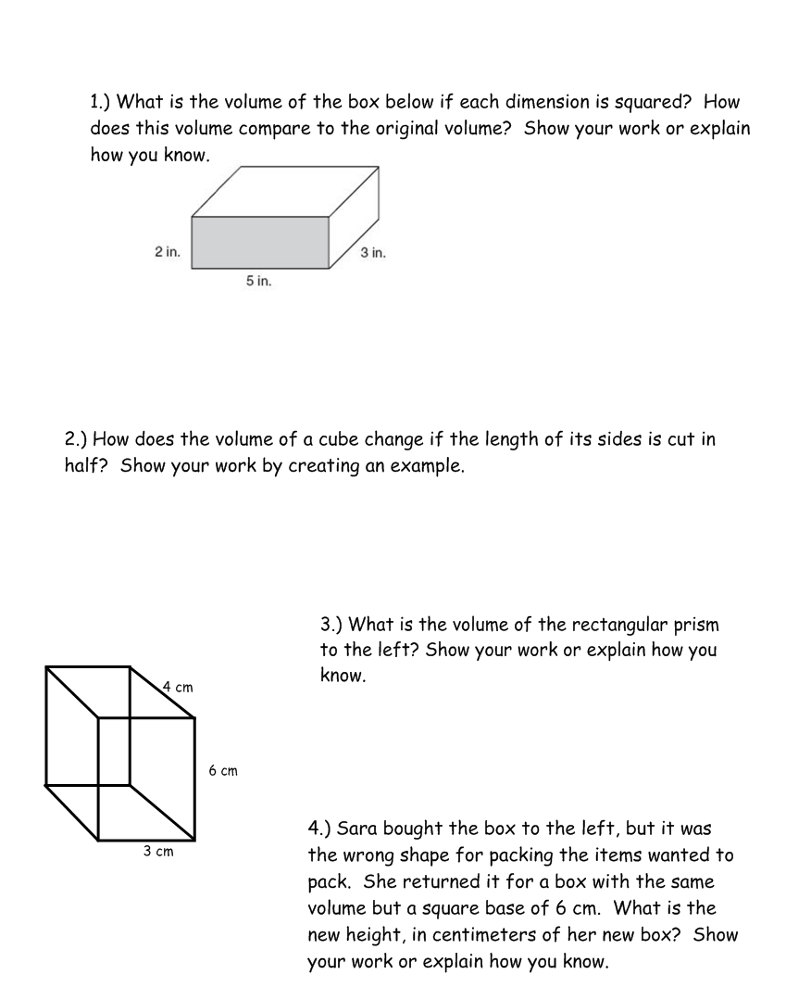 1.) What is the volume of the box below if each dimension is squared?  How
does this volume compare to the original volume?  Show your work or explain
how you know.
2 in.
3 in.
5 in.
2.) How does the volume of a cube change if the length of its sides is cut in
half?  Show your work by creating an example.
3.) What is the volume of the rectangular prism
to the left? Show your work or explain how you
know.
4 cm
6 cm
3 cm
4.) Sara bought the box to the left, but it was
the wrong shape for packing the items wanted to
pack.  She returned it for a box with the same
volume but a square base of 6 cm.  What is the
new height, in centimeters of her new box?  Show
your work or explain how you know.